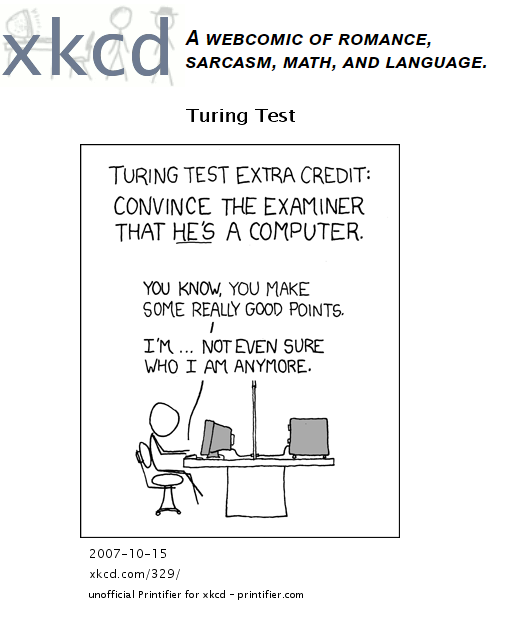 xkcd
A WEBCOMIC OF ROMANCE,
SARCASM, MATH, AND LANGUAGE.
Turing Test
TURING TEST EXTRA CREDIT:
CONVINCE THE EXAMINER
THAT HE'S A COMPUTER.
YOU KNOW, YOU MAKE
SOME REALLY GOOD POINTS.
I'M ... NOT EVEN SURE
WHO I AM ANYMORE.
2007-10-15
xkcd.com/329/
unofficial Printifier for xkcd - printifier.com